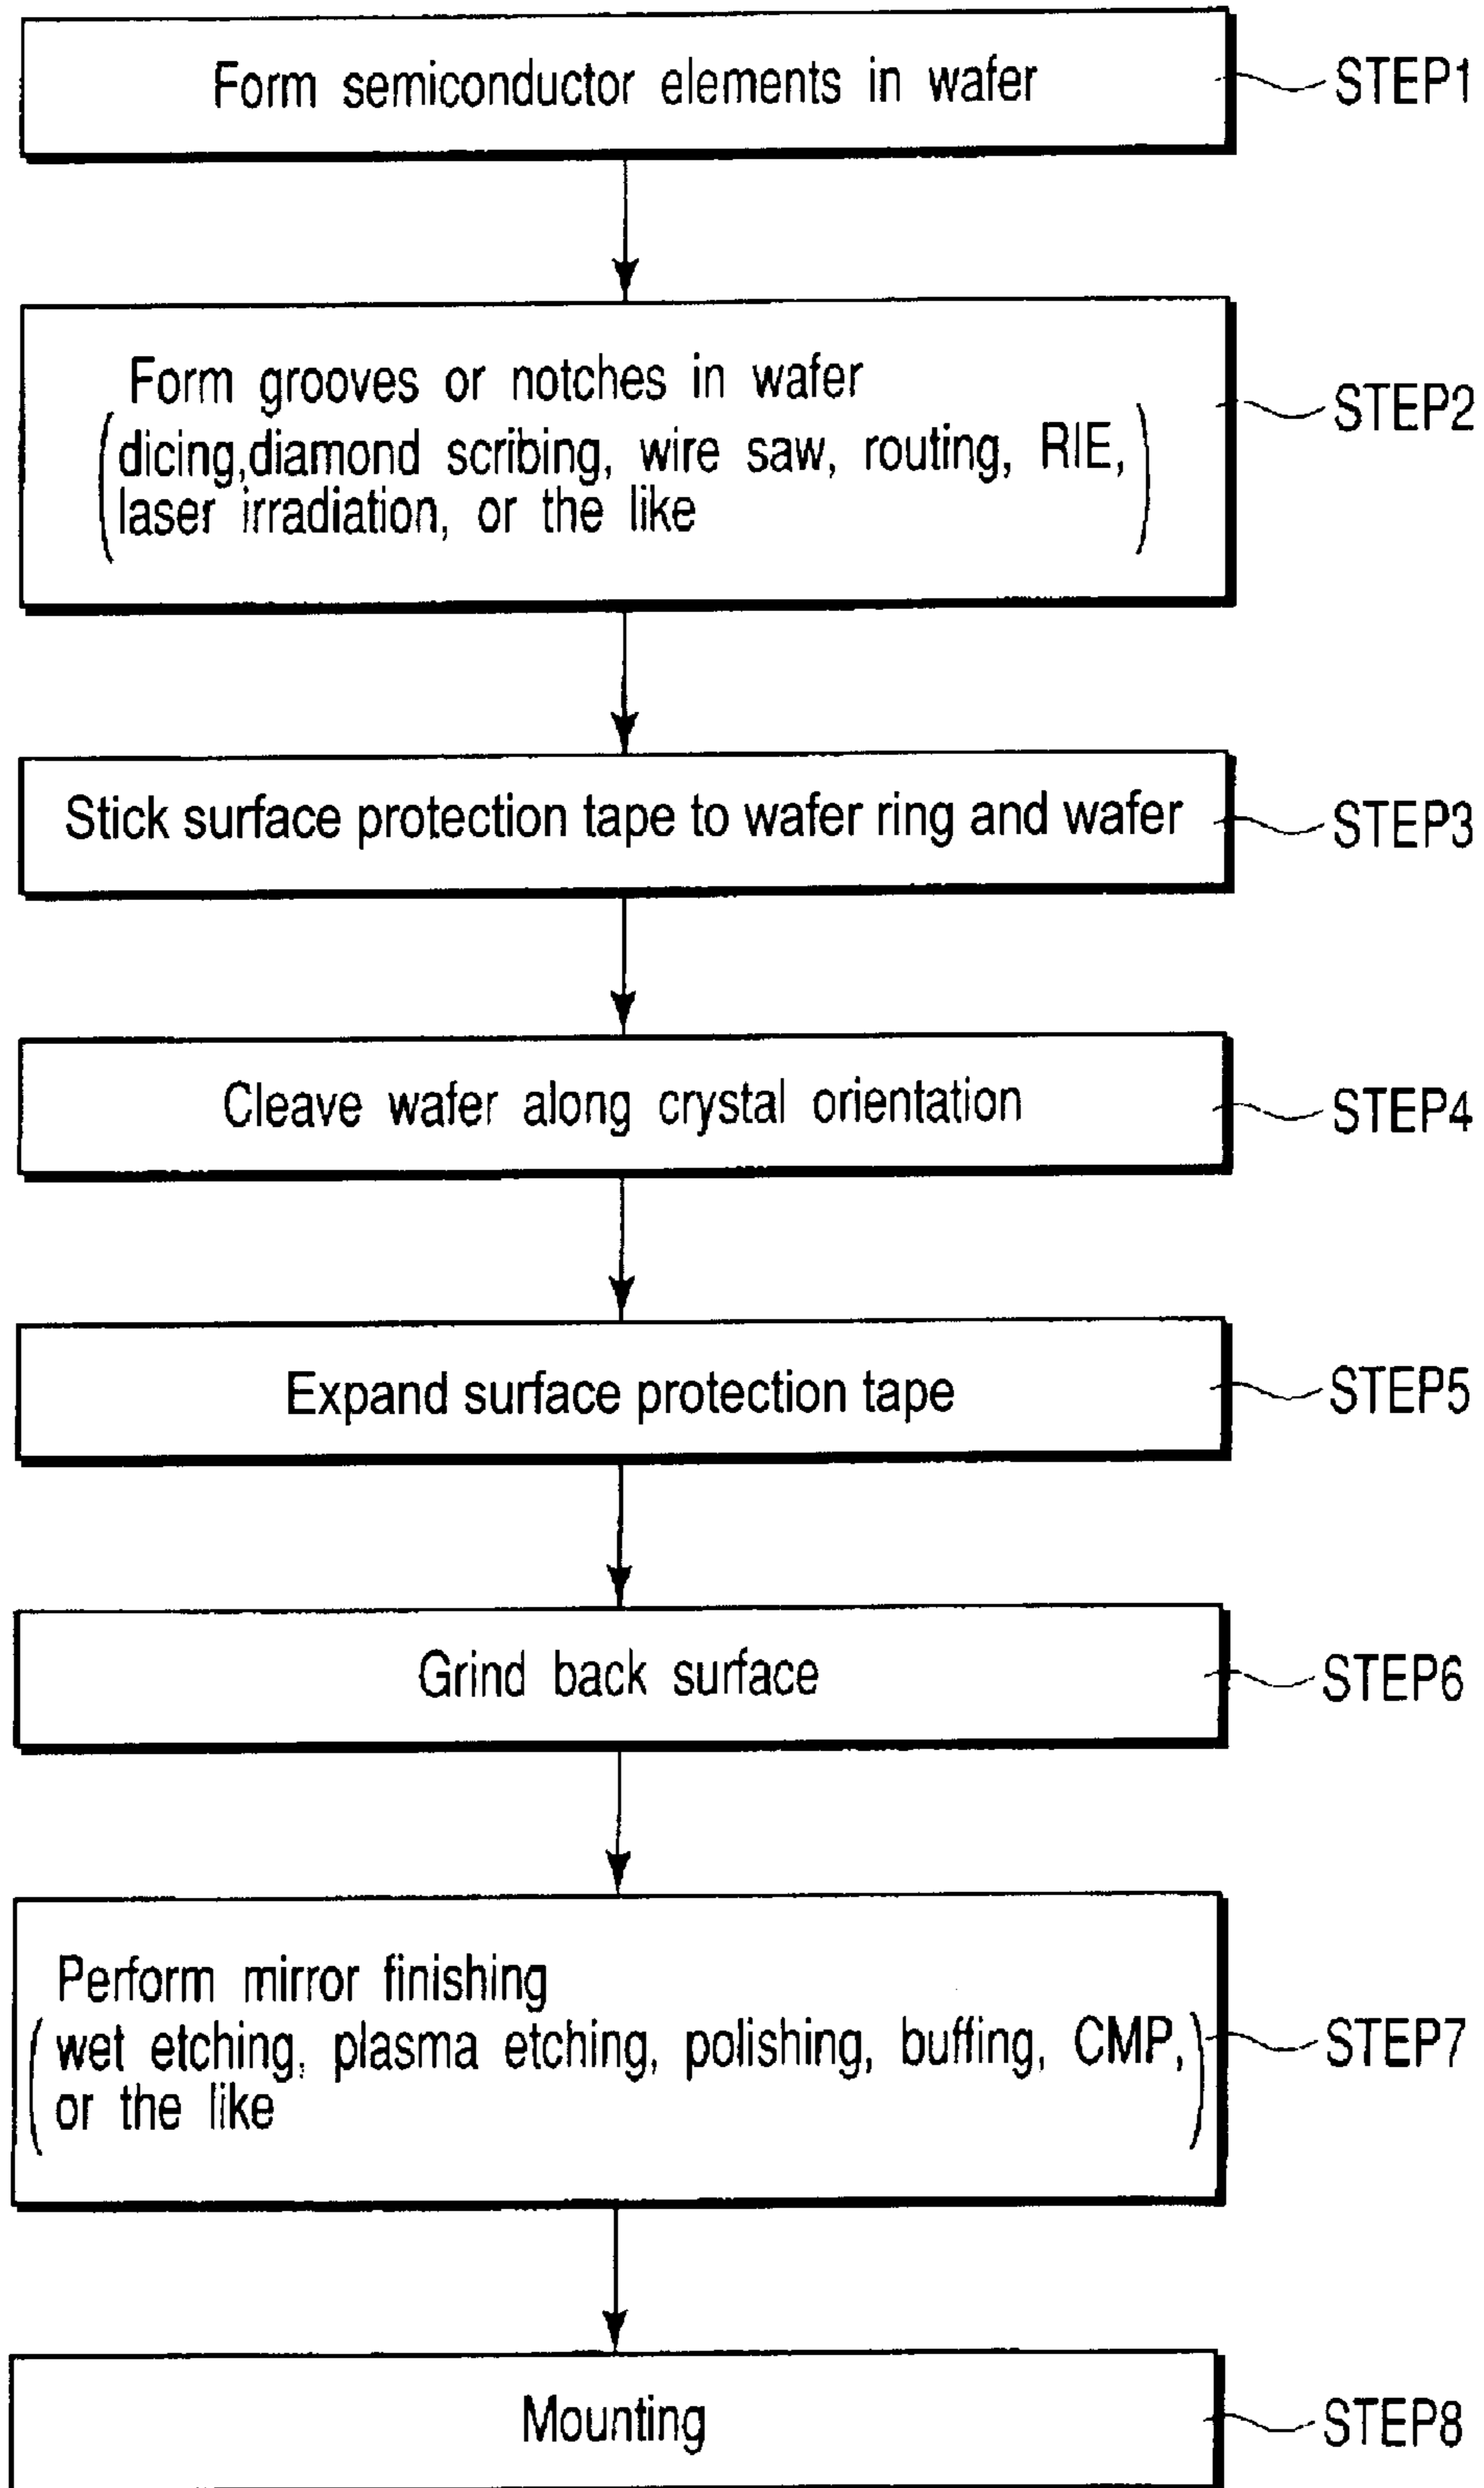 Form semiconductor elements in wafer
STEP1
Form grooves or notches in wafer
(dicing,diamond scribing, wire saw, routing, RIE,
laser irradiation, or the like)
STEP2
Stick surface protection tape to wafer ring and wafer
STEP3
Cleave wafer along crystal orientation
STEP4
Expand surface protection tape
STEP5
Grind back surface
STEP6
Perform mirror finishing
(wet etching, plasma etching, polishing, buffing, CMP,
or the like)
STEP7
Mounting
STEP8